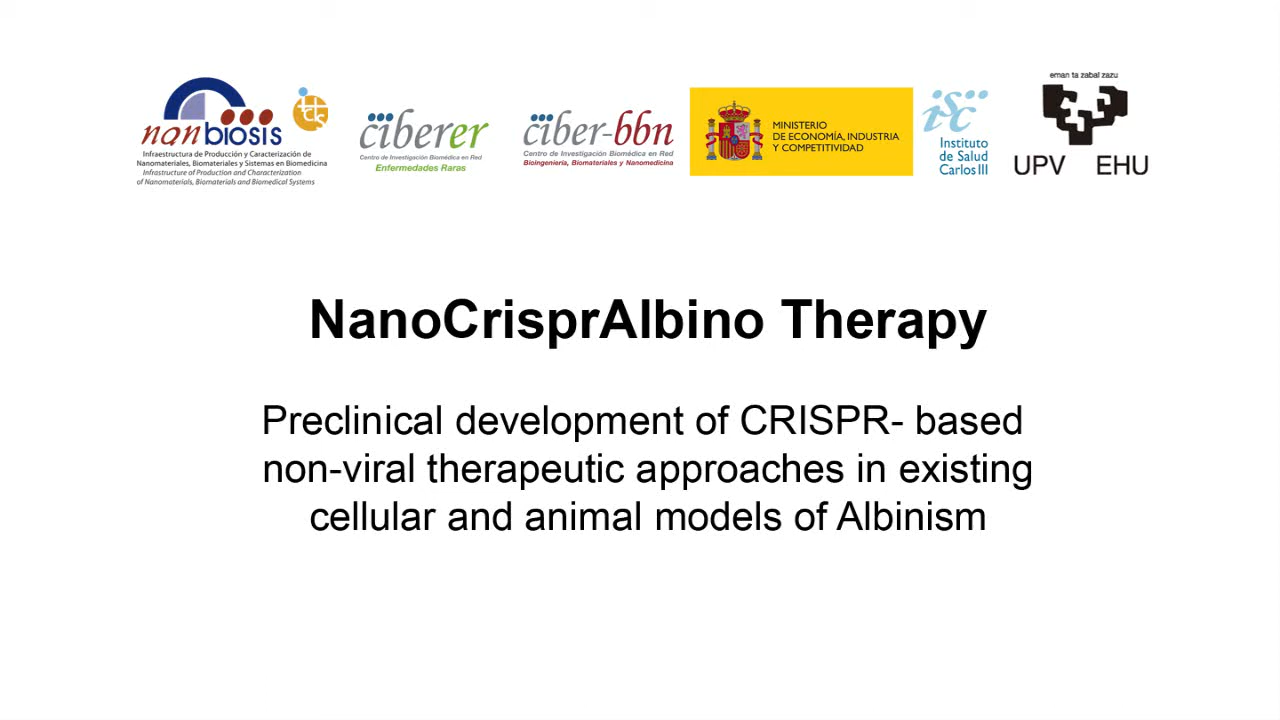 nanbiosis
icts
Infraestructura de Producción y Caracterización de
Nanomateriales, Biomateriales y Sistemas en Biomedicina
Infrastructure of Production and Characterization
of Nanomaterials, Biomaterials and Biomedical Systems
ciberer
Centro de Investigación Biomédica en Red
Enfermedades Raras
ciber-bbn
Centro de Investigación Biomédica en Red
Bioingeniería, Biomateriales y Nanomedicina
MINISTERIO
DE ECONOMÍA, INDUSTRIA
Y COMPETITIVIDAD
isc
Instituto
de Salud
Carlos III
eman ta zabal zazu
UPV EHU
NanoCrisprAlbino Therapy
Preclinical development of CRISPR- based
non-viral therapeutic approaches in existing
cellular and animal models of Albinism